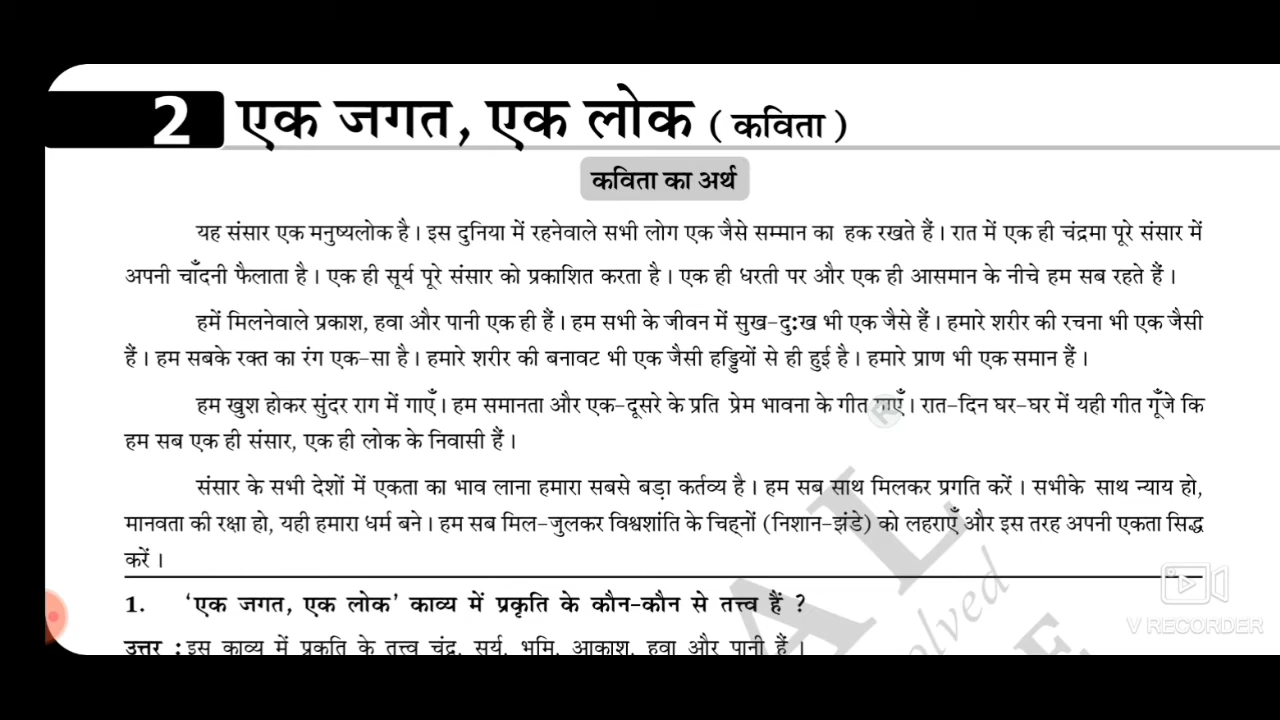 2 एक जगत, एक लोक ( कविता )
कविता का अर्थ
यह संसार एक मनुष्यलोक है। इस दुनिया में रहनेवाले सभी लोग एक जैसे सम्मान का हक रखते हैं। रात में एक ही चंद्रमा पूरे संसार में
अपनी चाँदनी फैलाता है। एक ही सूर्य पूरे संसार को प्रकाशित करता है। एक ही धरती पर और एक ही आसमान के नीचे हम सब रहते हैं।
हमें मिलनेवाले प्रकाश, हवा और पानी एक ही हैं। हम सभी के जीवन में सुख-दुःख भी एक जैसे हैं। हमारे शरीर की रचना भी एक जैसी
हैं। हम सबके रक्त का रंग एक-सा है। हमारे शरीर की बनावट भी एक जैसी हड्डियों से ही हुई है। हमारे प्राण भी एक समान हैं।
हम खुश होकर सुंदर राग में गाएँ। हम समानता और एक-दूसरे के प्रति प्रेम भावना के गीत गाएँ। रात-दिन घर-घर में यही गीत गूँजे कि
हम सब एक ही संसार, एक ही लोक के निवासी हैं।
संसार के सभी देशों में एकता का भाव लाना हमारा सबसे बड़ा कर्तव्य है। हम सब साथ मिलकर प्रगति करें। सभीके साथ न्याय हो,
मानवता की रक्षा हो, यही हमारा धर्म बने। हम सब मिल-जुलकर विश्वशांति के चिह्नों (निशान-झंडे) को लहराएँ और इस तरह अपनी एकता सिद्ध
करें।
1. 'एक जगत, एक लोक' काव्य में प्रकृति के कौन-कौन से तत्त्व हैं ?
उत्तर : इस काव्य में प्रकृति के तत्त्व चंद्र, सूर्य, भूमि, आकाश, हवा और पानी हैं।
V RECORDER